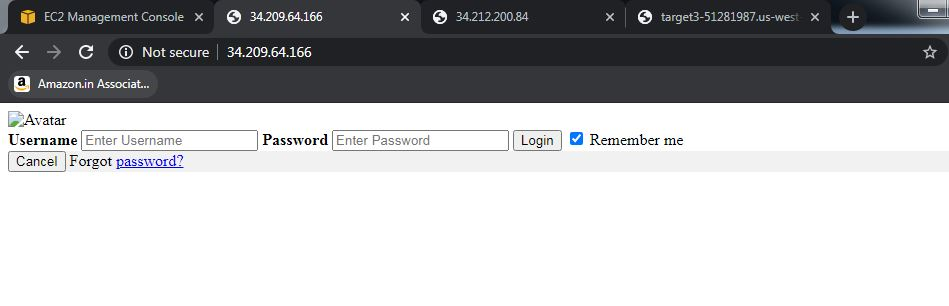 EC2 Management Console
34.209.64.166
34.212.200.84
target3-51281987.us-west-
Not secure
34.209.64.166
Amazon.in Associat...
Avatar
Username Enter Username Password Enter Password Login Remember me
Cancel Forgot password?